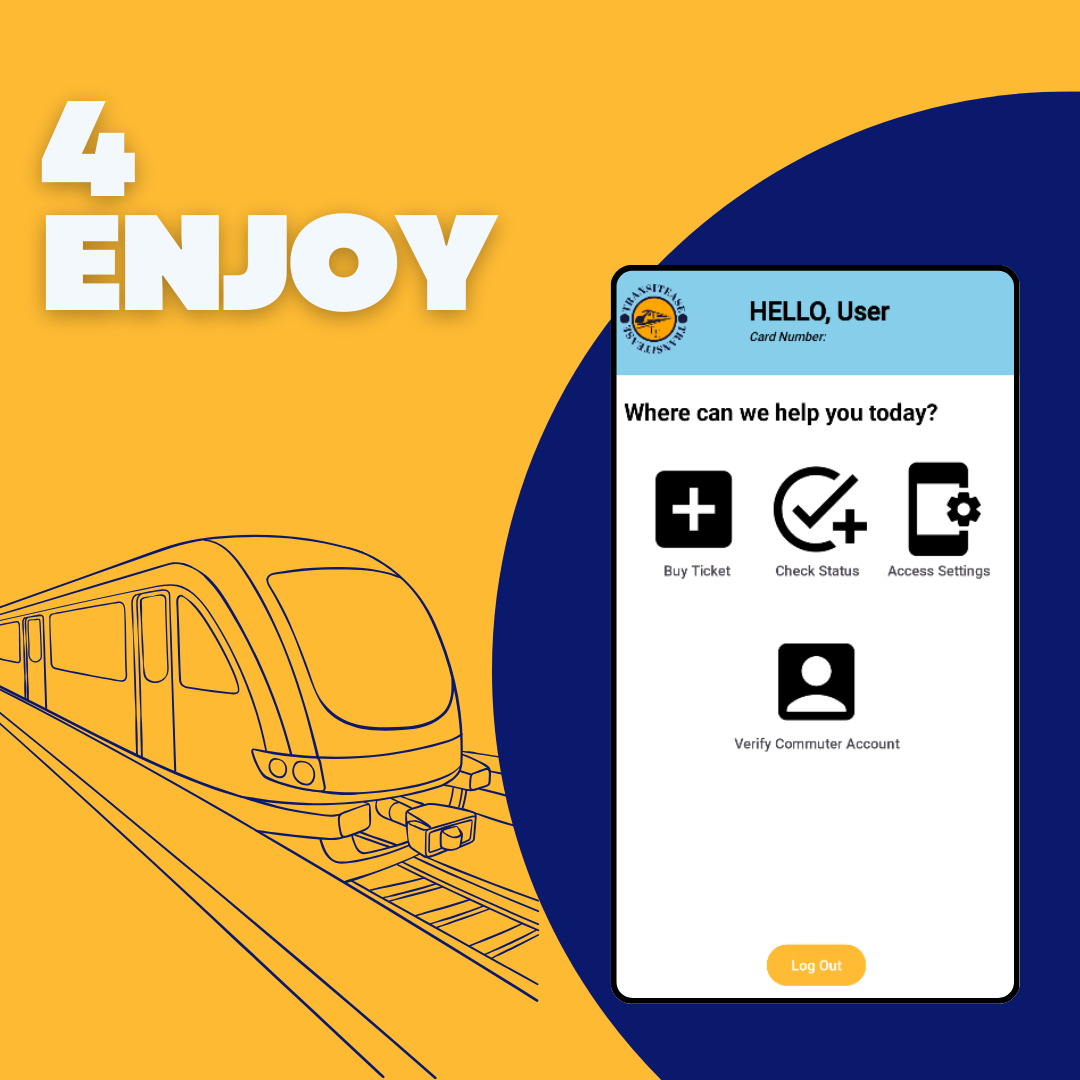 4
ENJOY
TRANSITEASE
TRANSITEASE
HELLO, User
Card Number:
Where can we help you today?
Buy Ticket
Check Status
Access Settings
Verify Commuter Account
Log Out